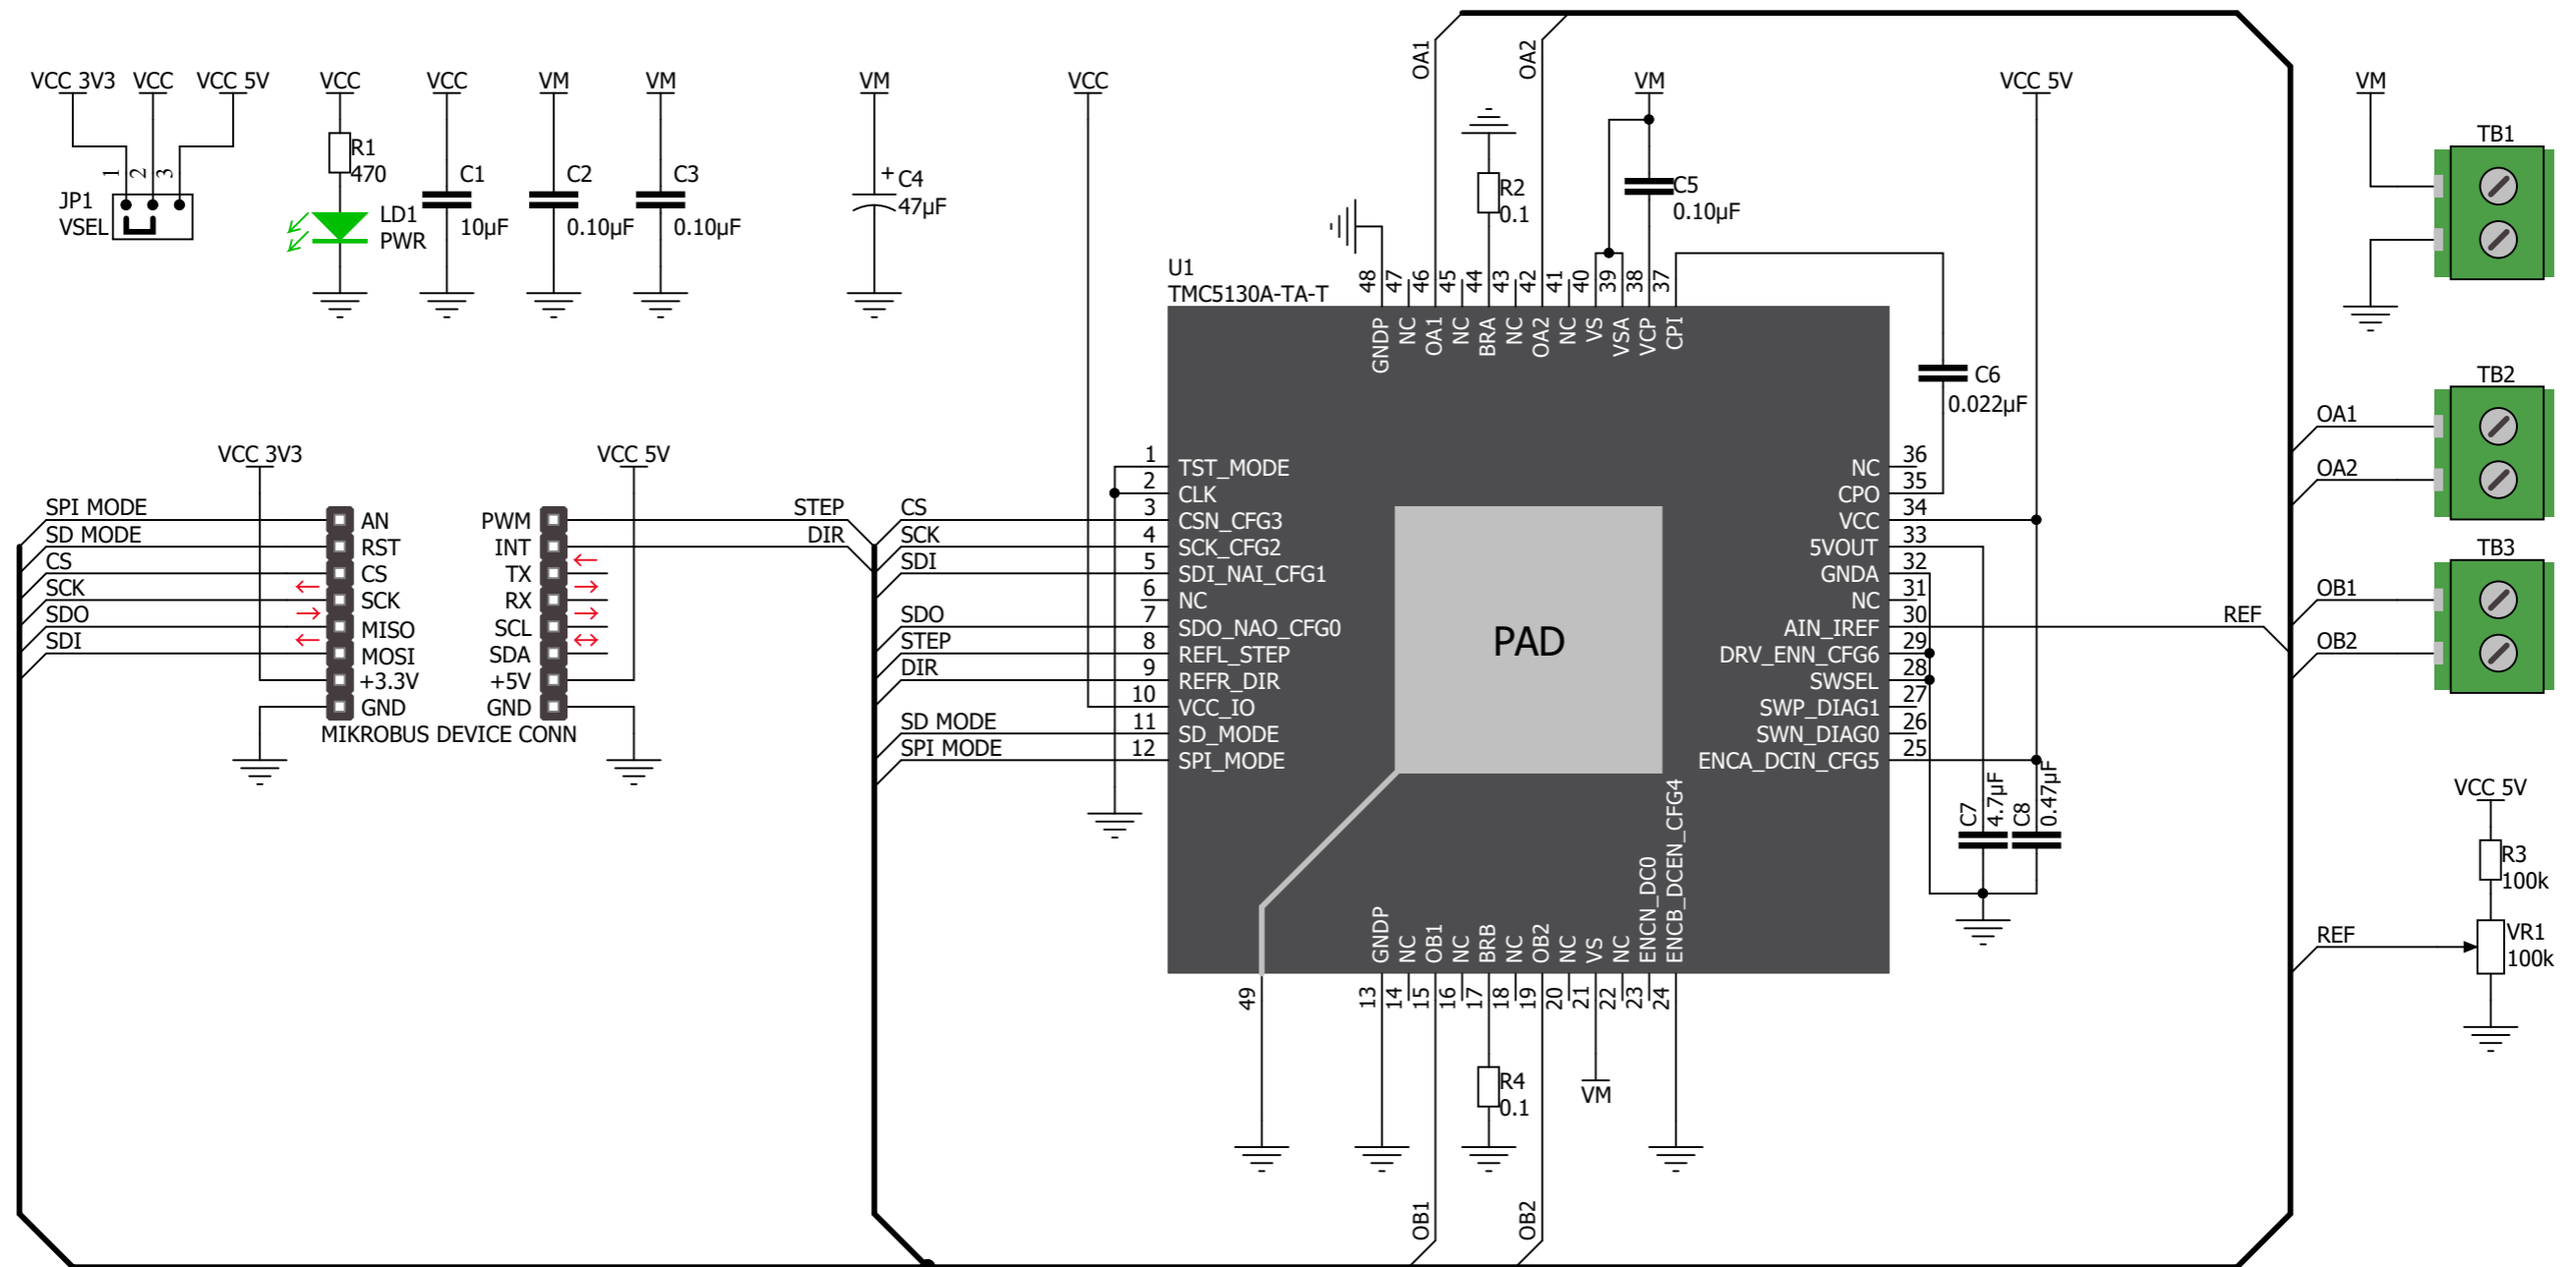 VCC 3V3
VCC
VCC 5V
1
2
3
JP1
VSEL
VCC
R1
470
LD1
PWR
VCC
C1
10µF
VM
C2
0.10µF
VM
C3
0.10µF
VM
+
C4
47µF
VCC
OA1
OA2
R2
0.1
VM
C5
0.10µF
VCC 5V
VM
TB1
U1
TMC5130A-TA-T
48
47
46
45
44
43
42
41
40
39
38
37
GNDP
NC
OA1
NC
BRA
NC
OA2
NC
VS
VSA
VCP
CPI
C6
0.022µF
TB2
OA1
OA2
TB3
OB1
OB2
VCC 3V3
VCC 5V
SPI MODE
SD MODE
CS
SCK
SDO
SDI
AN
RST
CS
SCK
MISO
MOSI
+3.3V
GND
PWM
INT
TX
RX
SCL
SDA
+5V
GND
MIKROBUS DEVICE CONN
STEP
DIR
CS
SCK
SDI
SDO
STEP
DIR
SD MODE
SPI MODE
1 TST_MODE
2 CLK
3 CSN_CFG3
4 SCK_CFG2
5 SDI_NAI_CFG1
6 NC
7 SDO_NAO_CFG0
8 REFL_STEP
9 REFR_DIR
10 VCC_IO
11 SD_MODE
12 SPI_MODE
PAD
NC 36
CPO 35
VCC 34
5VOUT 33
GNDA 32
NC 31
AIN_IREF 30
DRV_ENN_CFG6 29
SWSEL 28
SWP_DIAG1 27
SWN_DIAG0 26
ENCA_DCIN_CFG5 25
REF
C7
4.7µF
C8
0.47µF
VCC 5V
R3
100k
REF
VR1
100k
GNDP
NC
OB1
NC
BRB
NC
OB2
NC
VS
NC
ENCN_DC0
ENCB_DCEN_CFG4
49
13
14
15
16
17
18
19
20
21
22
23
24
R4
0.1
VM
OB1
OB2